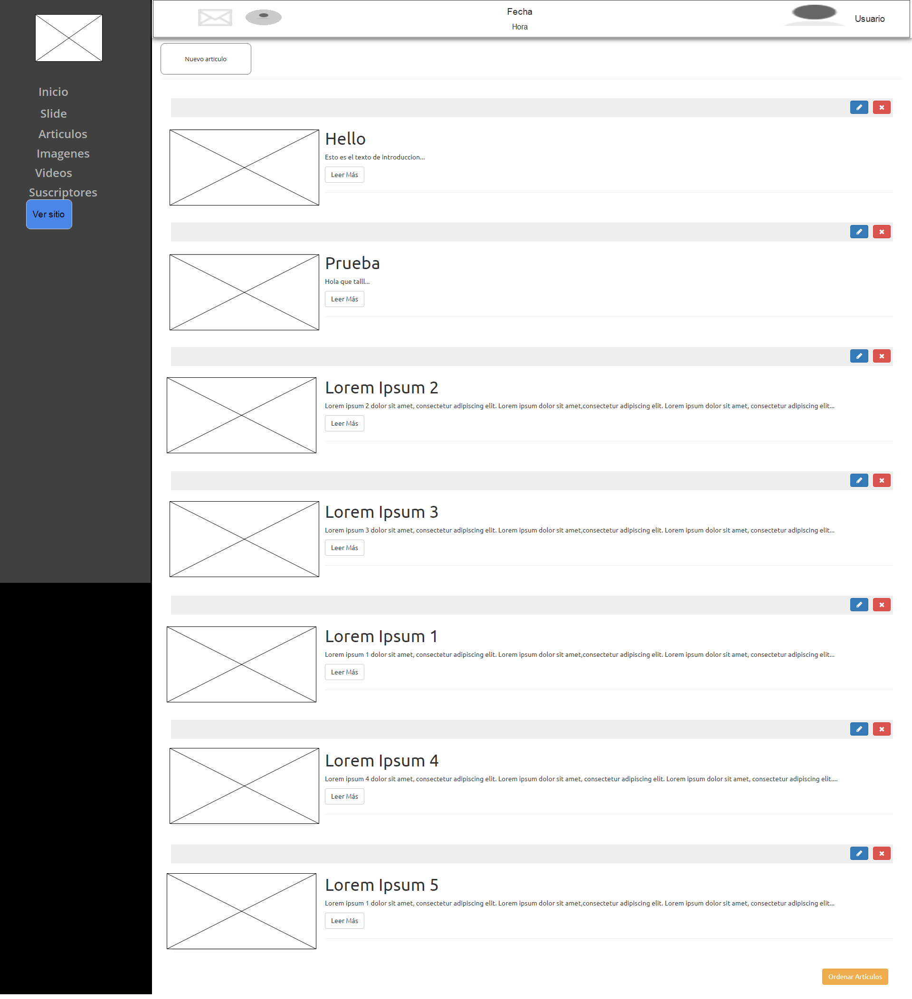 Inicio
Slide
Articulos
Imagenes
Videos
Suscriptores
Ver sitio
Fecha
Hora
Usuario
Nuevo articulo
Hello
Esto es el texto de introduccion...
Leer Más
Prueba
Hola que talll...
Leer Más
Lorem Ipsum 2
Lorem ipsum 2 dolor sit amet, consectetur adipiscing elit. Lorem ipsum dolor sit amet,consectetur adipiscing elit. Lorem ipsum dolor sit amet, consectetur adipiscing elit...
Leer Más
Lorem Ipsum 3
Lorem ipsum 3 dolor sit amet, consectetur adipiscing elit. Lorem ipsum dolor sit amet,consectetur adipiscing elit. Lorem ipsum dolor sit amet, consectetur adipiscing elit...
Leer Más
Lorem Ipsum 1
Lorem ipsum 1 dolor sit amet, consectetur adipiscing elit. Lorem ipsum dolor sit amet,consectetur adipiscing elit. Lorem ipsum dolor sit amet, consectetur adipiscing elit...
Leer Más
Lorem Ipsum 4
Lorem ipsum 4 dolor sit amet, consectetur adipiscing elit. Lorem ipsum dolor sit amet, consectetur adipiscing elit. Lorem ipsum dolor sit amet, consectetur adipiscing elit....
Leer Más
Lorem Ipsum 5
Lorem ipsum 1 dolor sit amet, consectetur adipiscing elit. Lorem ipsum dolor sit amet,consectetur adipiscing elit. Lorem ipsum dolor sit amet, consectetur adipiscing elit...
Leer Más
Ordenar Artículos